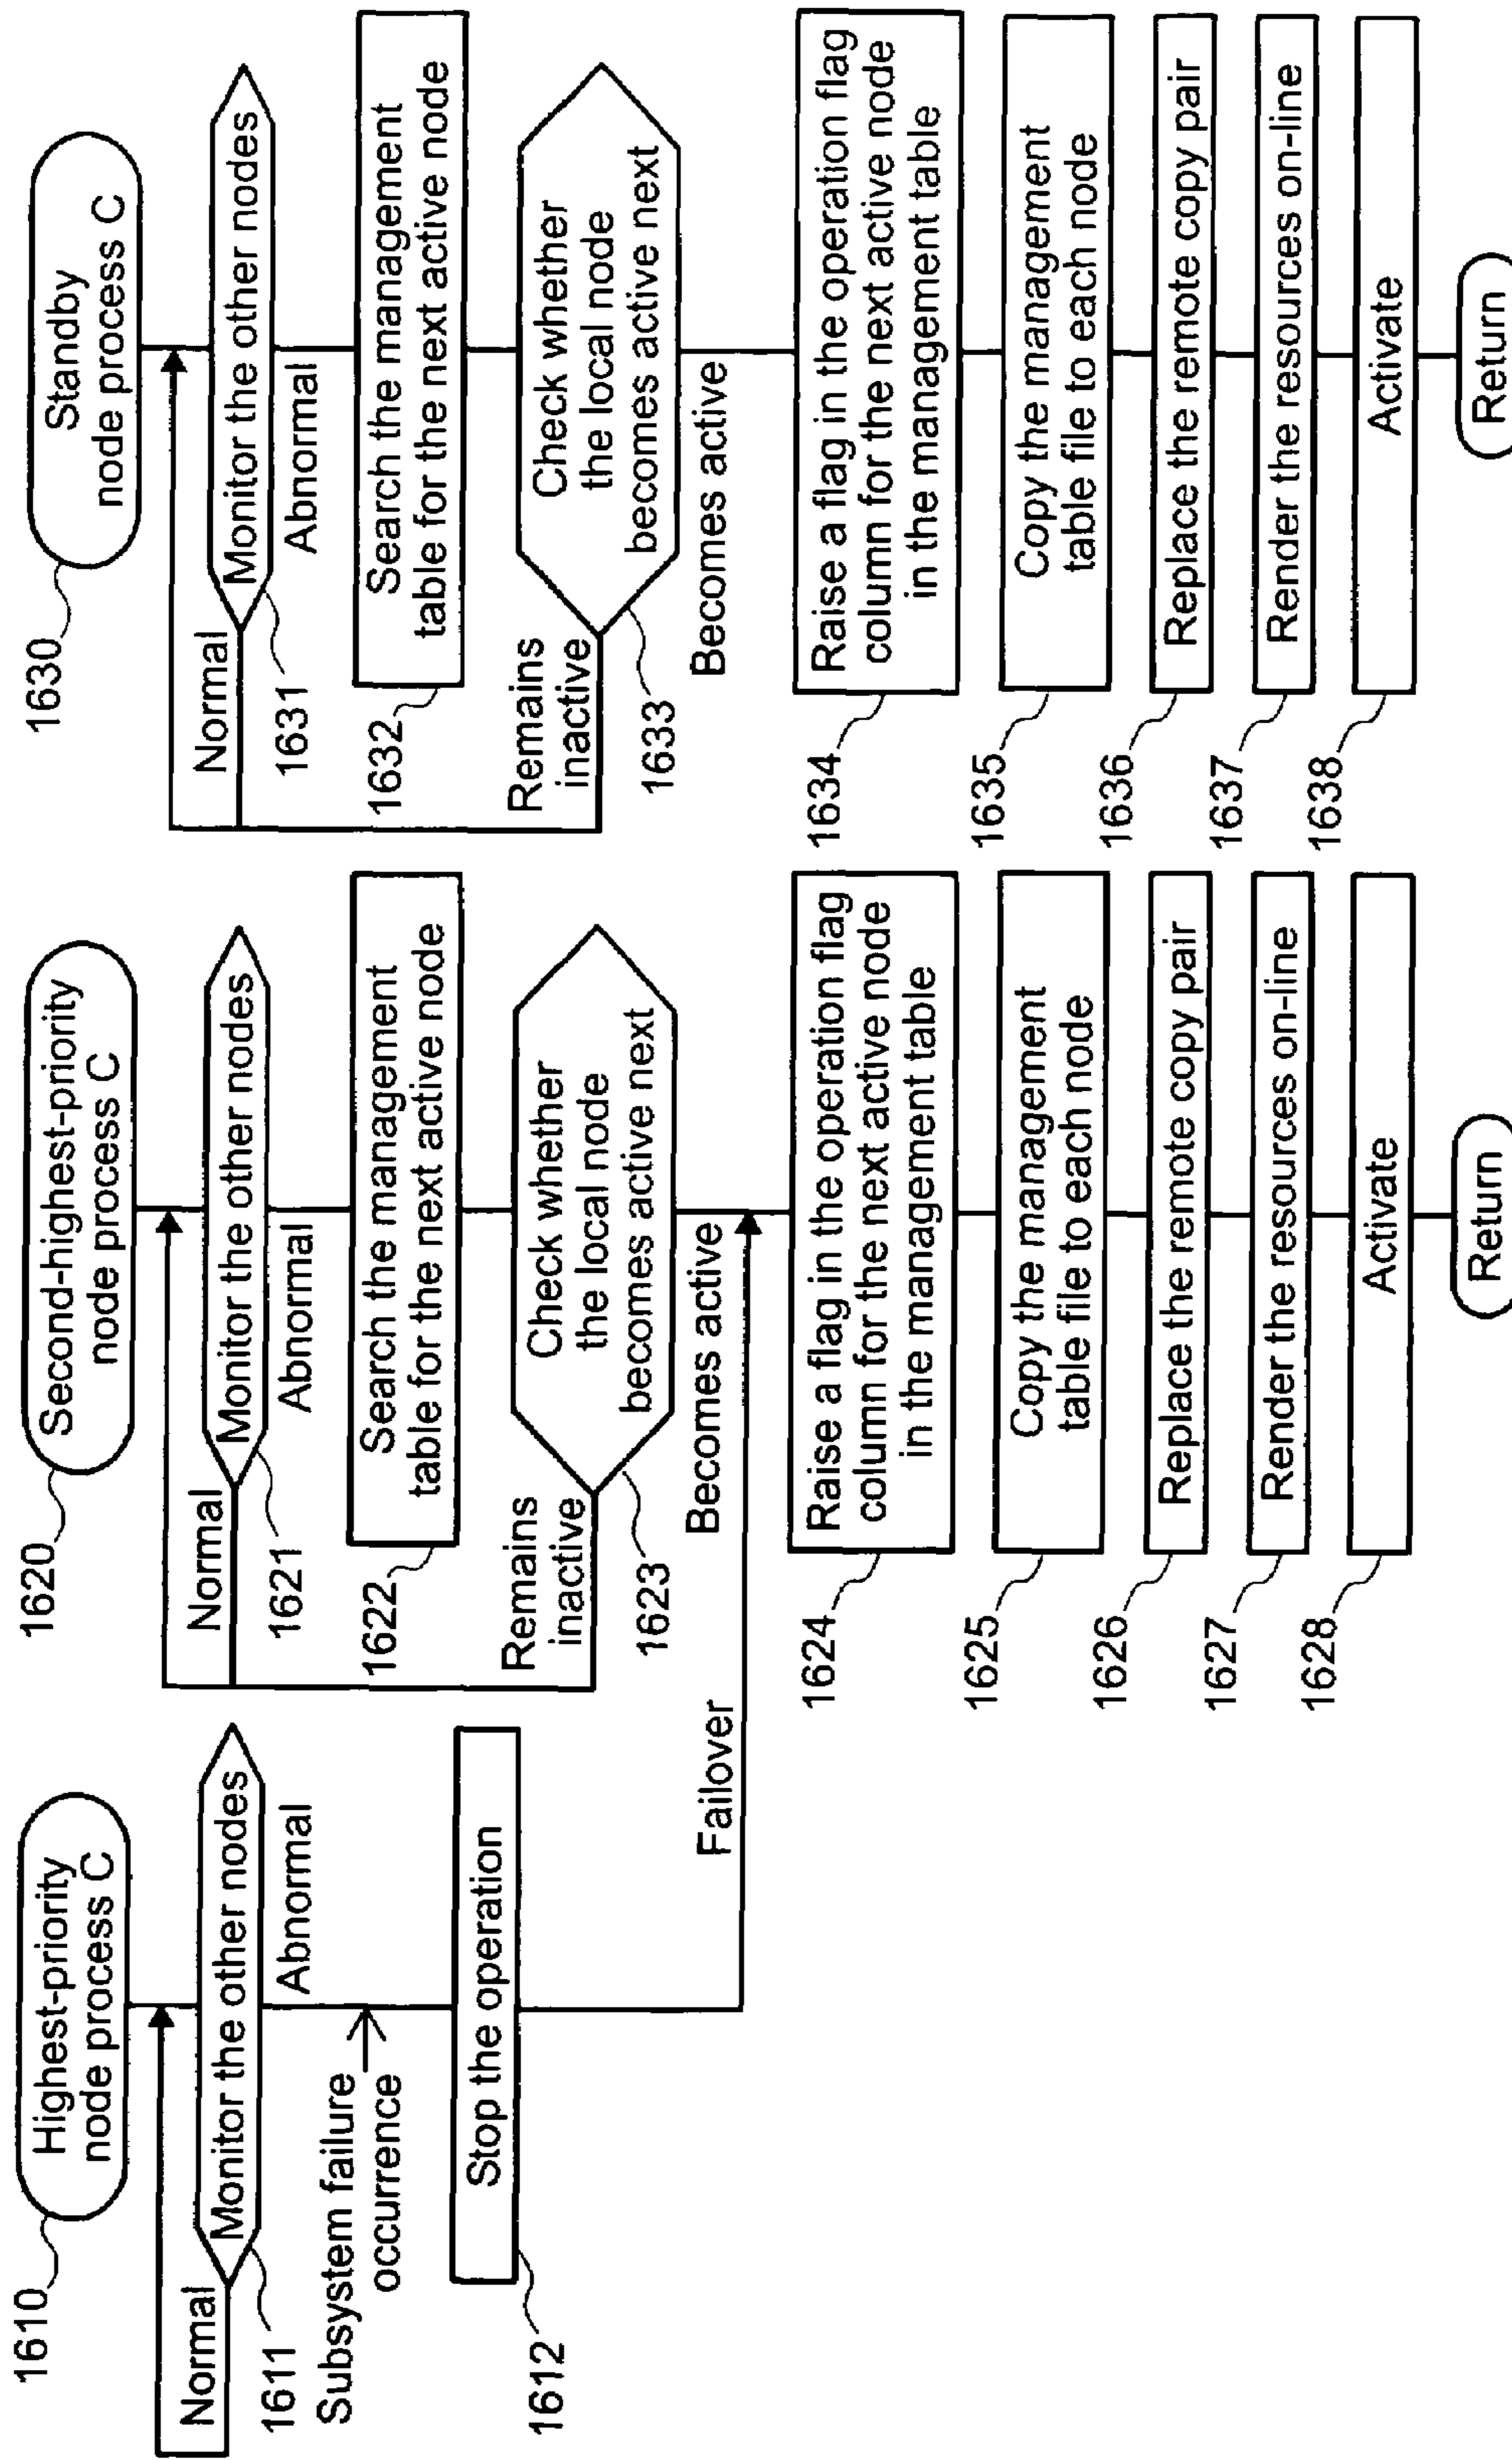 1610
Highest-priority
node process C
Normal
Monitor the other nodes
1611
Abnormal
Subsystem failure
occurrence
Stop the operation
1612
Failover
1620
Second-highest-priority
node process C
Normal
Monitor the other nodes
1621
Abnormal
Search the management
table for the next active node
1622
Check whether
the local node
becomes active next
Remains
inactive
1623
Becomes active
Raise a flag in the operation flag
column for the next active node
in the management table
1624
Copy the management
table file to each node
1625
Replace the remote copy pair
1626
Render the resources on-line
1627
Activate
1628
Return
1630
Standby
node process C
Normal
Monitor the other nodes
1631
Abnormal
Search the management
table for the next active node
1632
Check whether
the local node
becomes active next
Remains
inactive
1633
Becomes active
Raise a flag in the operation flag
column for the next active node
in the management table
1634
Copy the management
table file to each node
1635
Replace the remote copy pair
1636
Render the resources on-line
1637
Activate
1638
Return